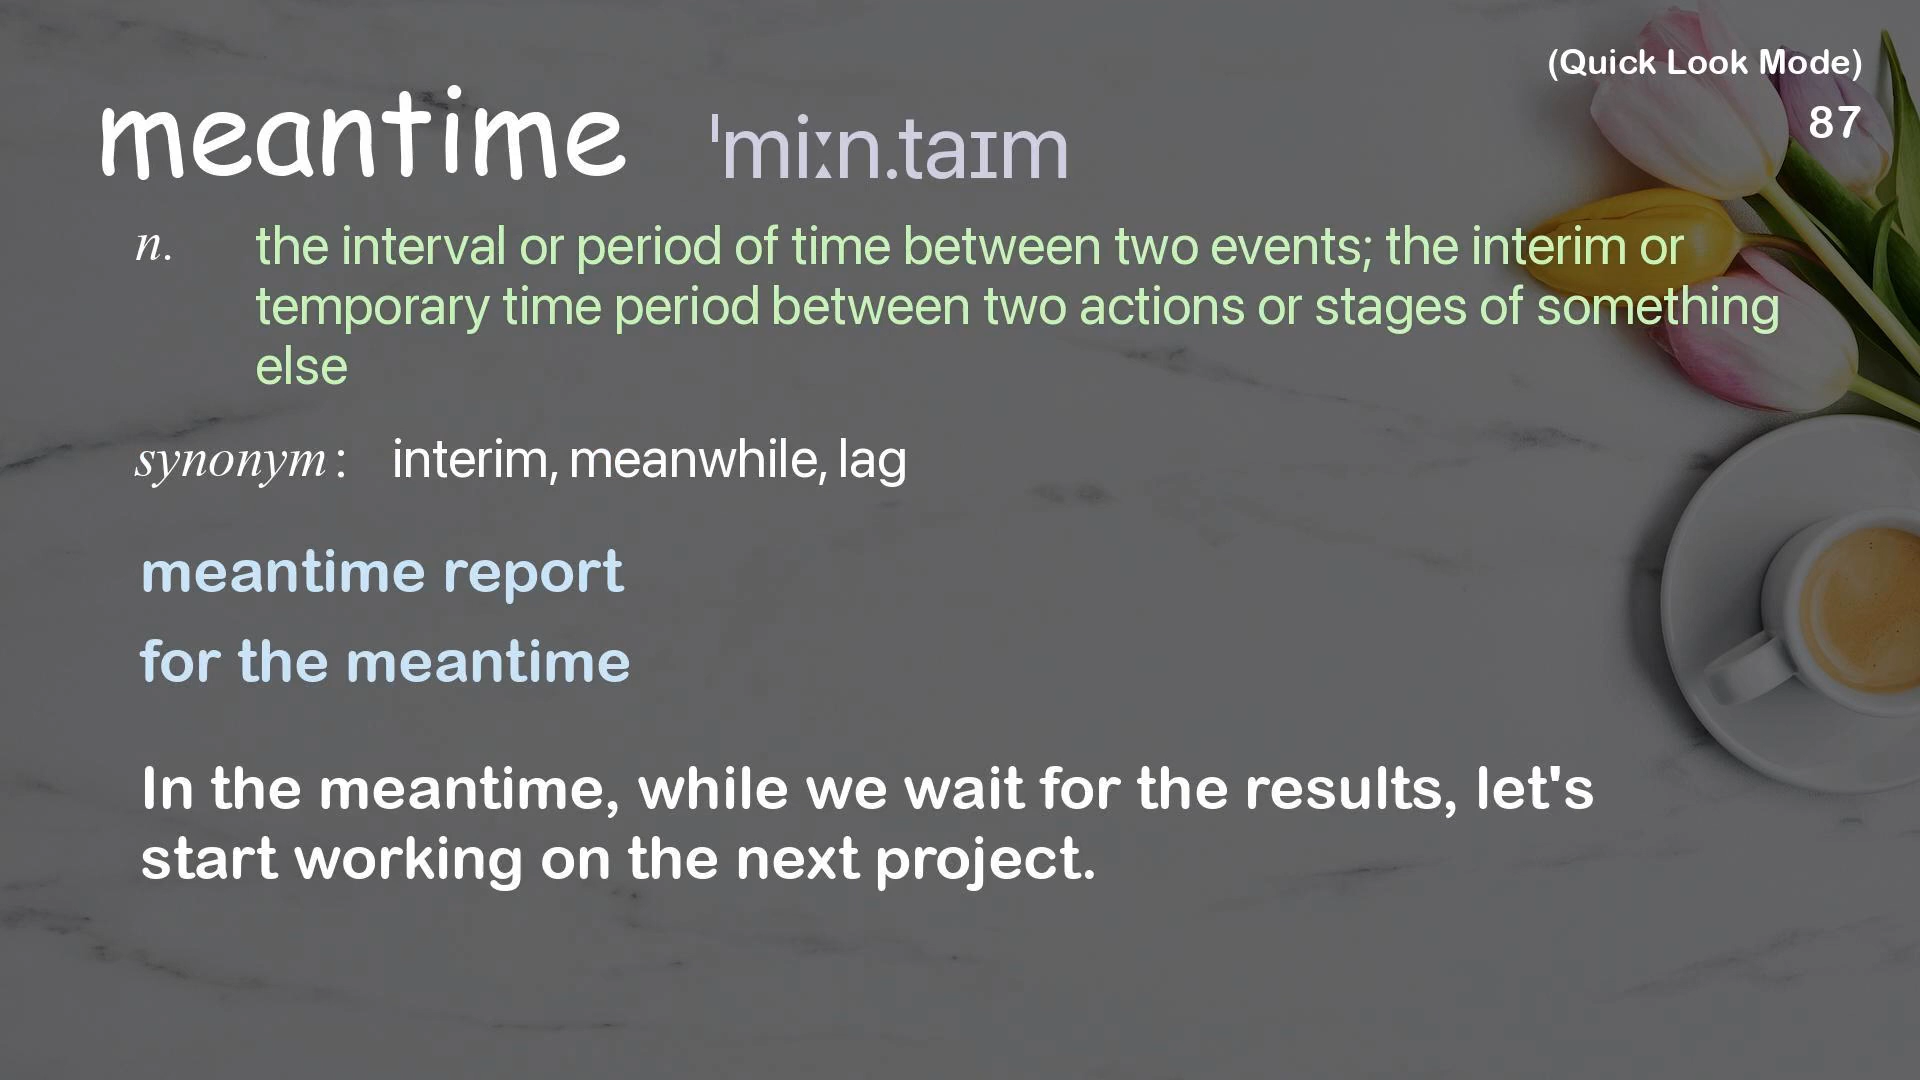 (Quick Look Mode)
87
meantime ˈmiːn.taɪm
n. the interval or period of time between two events; the interim or
temporary time period between two actions or stages of something
else
synonym: interim, meanwhile, lag
meantime report
for the meantime
In the meantime, while we wait for the results, let's
start working on the next project.